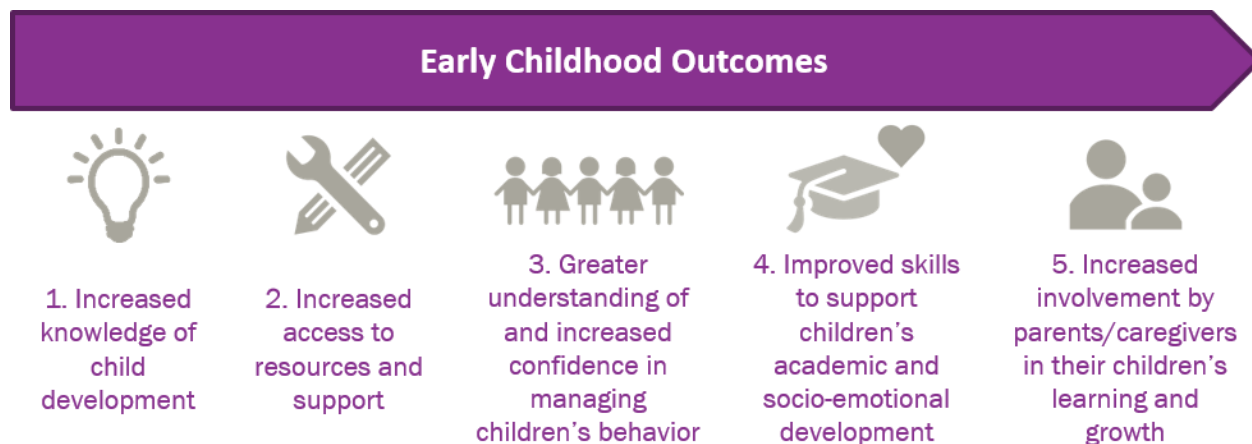 Early Childhood Outcomes
1. Increased
knowledge of
child
development
2. Increased
access to
resources and
support
3. Greater
understanding of
and increased
confidence in
managing
children’s behavior
4. Improved skills
to support
children’s
academic and
socio-emotional
development
5. Increased
involvement by
parents/caregivers
in their children’s
learning and
growth